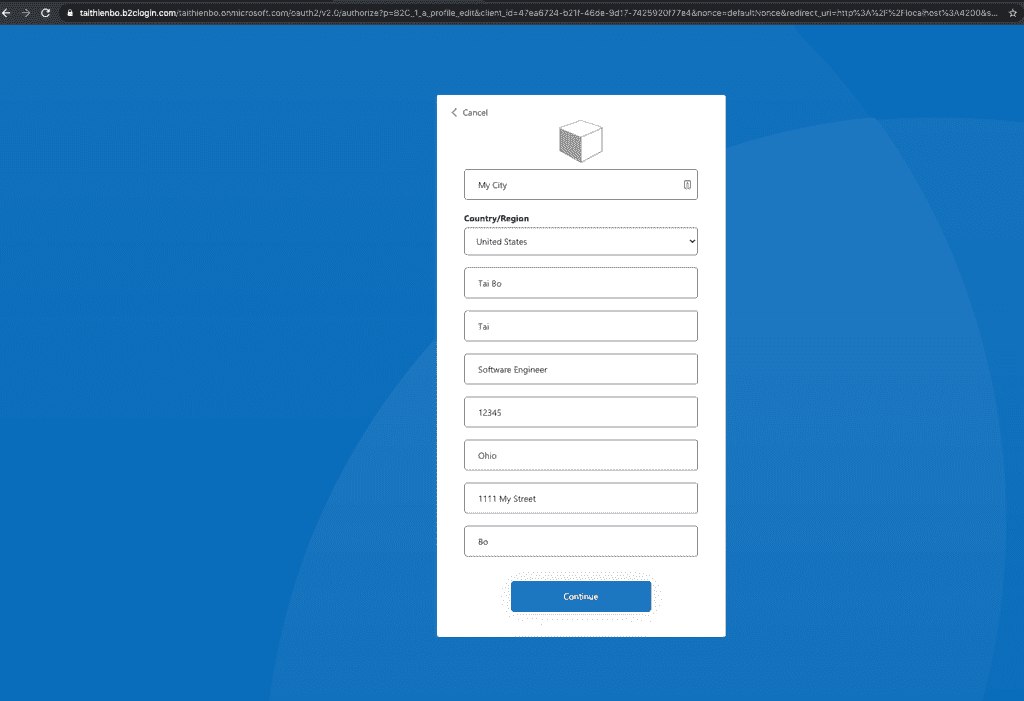 taithienbo.b2clogin.com/taithienbo.onmicrosoft.com/oauth2/v2.0/authorize?p=B2C_1_a_profile_edit&client_id=47ea6724-b21f-46de-9d17-7425920f77e4&nonce=defaultNonce&redirect_uri=http%3A%2F%2Flocalhost%3A4200&s...
Cancel
My City
Country/Region
United States
Tai Bo
Tai
Software Engineer
12345
Ohio
1111 My Street
Bo
Continue